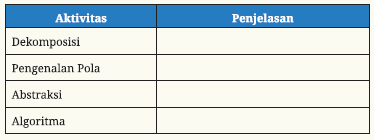 Aktivitas Penjelasan
Dekomposisi
Pengenalan Pola
Abstraksi
Algoritma